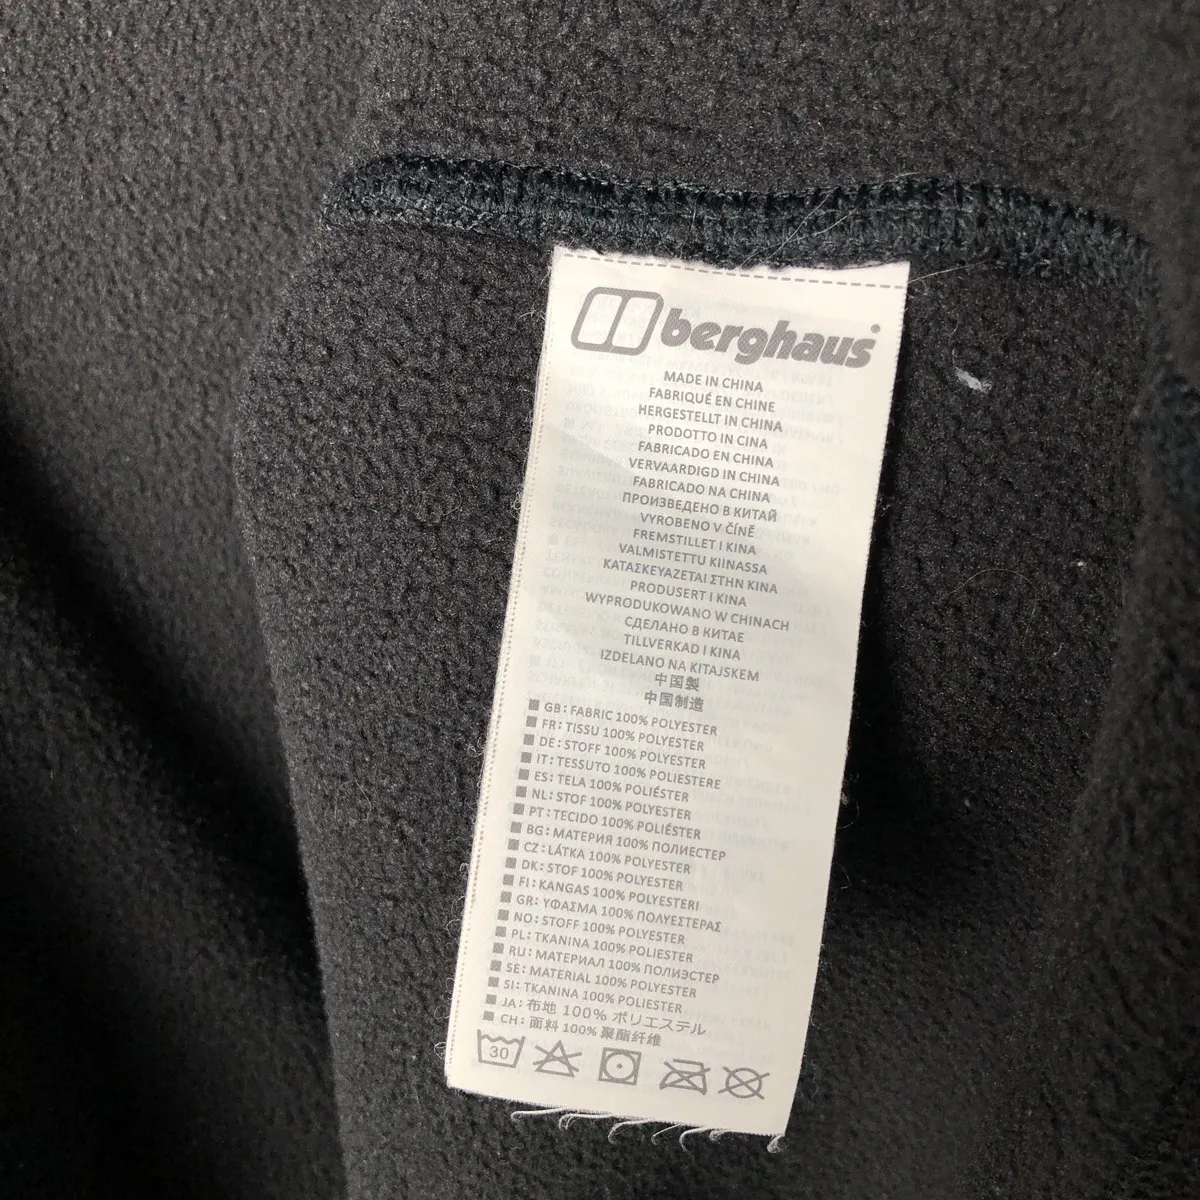 berghaus
MADE IN CHINA
FABRIQUÉ EN CHINE
HERGESTELLT IN CHINA
PRODOTTO IN CINA
FABRICADO EN CHINA
VERVAARDIGD IN CHINA
FABRICADO NA CHINA
ПРОИЗВЕДЕНО В КИТАЙ
VYROBENO V ČÍNĚ
FREMSTILLET I KINA
VALMISTETTU KIINASSA
ΚΑΤΑΣΚΕΥΑΖΕΤΑΙ ΣΤΗΝ ΚΙΝΑ
PRODUSERT I KINA
WYPRODUKOWANO W CHINACH
СДЕЛАНО В КИТАЕ
TILLVERKAD I KINA
IZDELANO NA KITAJSKEM
中国製
中国制造
GB: FABRIC 100% POLYESTER
FR: TISSU 100% POLYESTER
DE: STOFF 100% POLYESTER
IT: TESSUTO 100% POLIESTERE
ES: TELA 100% POLIÉSTER
NL: STOF 100% POLYESTER
PT: TECIDO 100% POLIÉSTER
BG: МАТЕРИЯ 100% ПОЛИЕСТЕР
CZ: LÁTKA 100% POLYESTER
DK: STOF 100% POLYESTER
FI: KANGAS 100% POLYESTERI
GR: ΥΦΑΣΜΑ 100% ΠΟΛΥΕΣΤΕΡΑΣ
NO: STOFF 100% POLYESTER
PL: TKANINA 100% POLIESTER
RU: МАТЕРИАЛ 100% ПОЛИЭСТЕР
SE: MATERIAL 100% POLYESTER
SI: TKANINA 100% POLIESTER
JA: 布地 100% ポリエステル
CH: 面料 100% 聚酯纤维
30